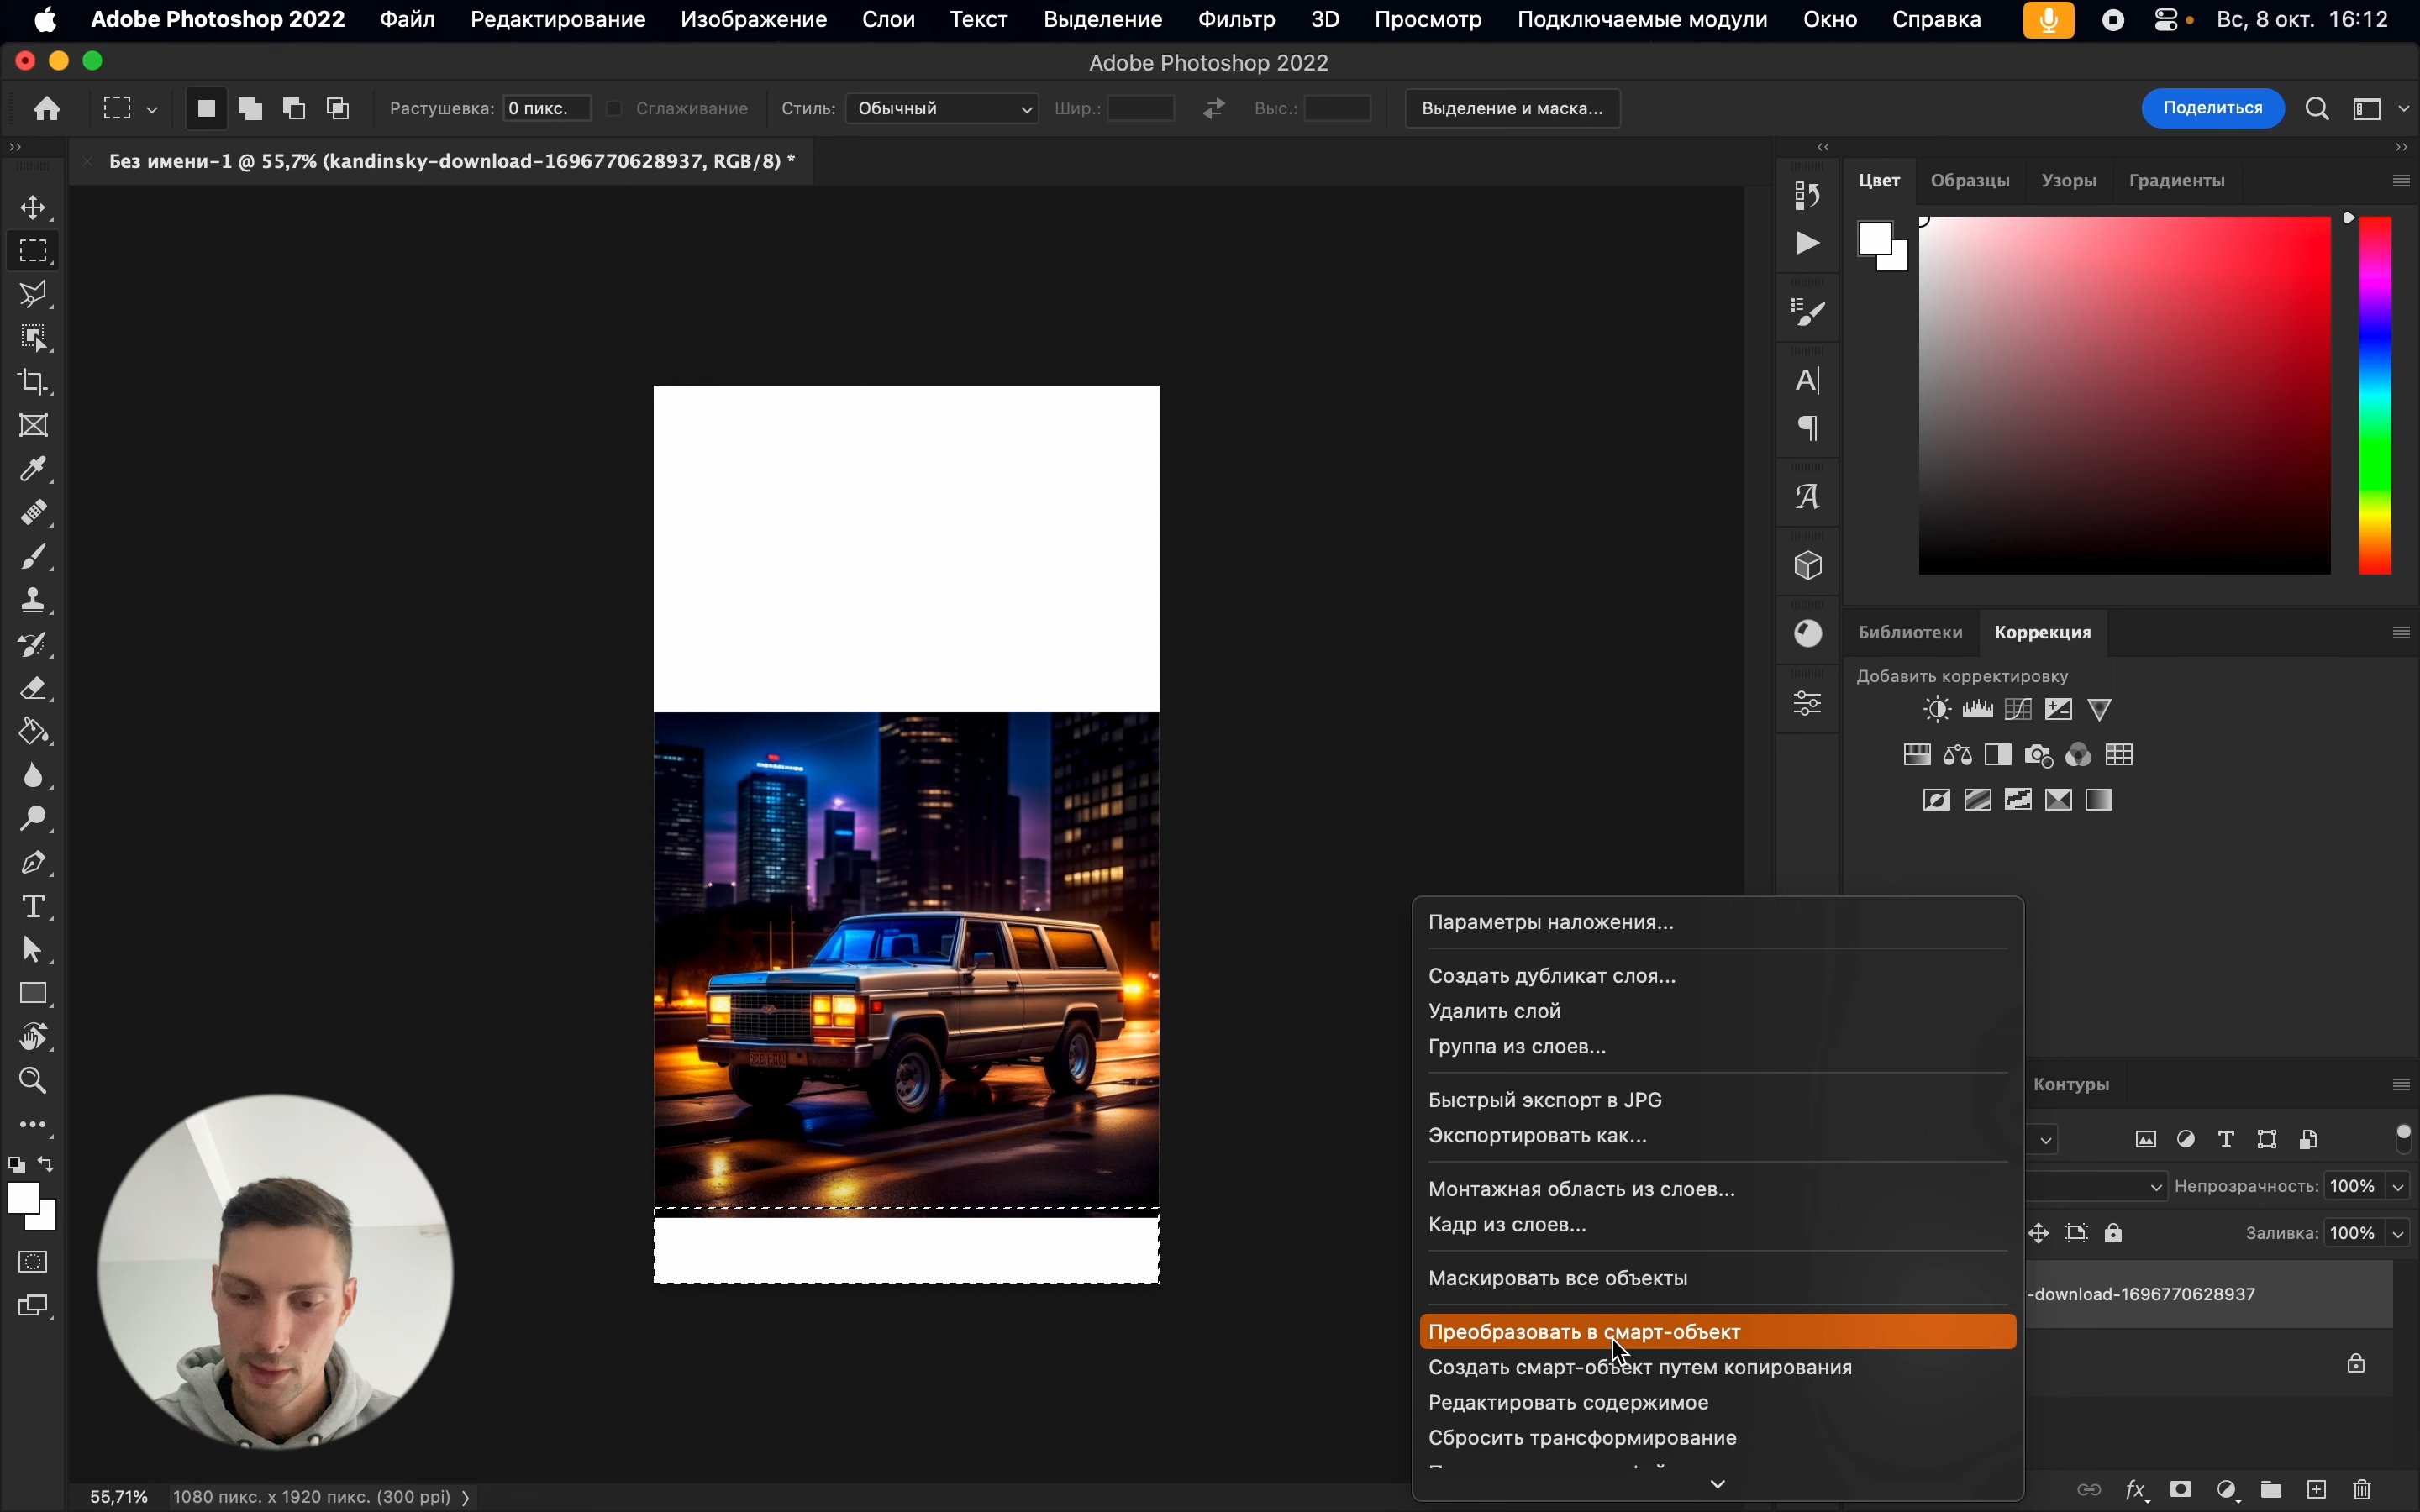 Adobe Photoshop 2022 Файл Редактирование Изображение Слои Текст Выделение Фильтр 3D Просмотр Подключаемые модули Окно Справка Вс, 8 окт. 16:12
Adobe Photoshop 2022
Растушевка: 0 пикс. Сглаживание Стиль: Обычный Шир.: Выс.: Выделение и маска... Поделиться
Без имени-1 @ 55,7% (kandinsky-download-1696770628937, RGB/8) *
Цвет Образцы Узоры Градиенты
Библиотеки Коррекция
Добавить корректировку
Параметры наложения...
Создать дубликат слоя...
Удалить слой
Группа из слоев...
Быстрый экспорт в JPG
Экспортировать как...
Монтажная область из слоев...
Кадр из слоев...
Маскировать все объекты
Преобразовать в смарт-объект
Создать смарт-объект путем копирования
Редактировать содержимое
Сбросить трансформирование
Контуры
Непрозрачность: 100%
Заливка: 100%
-download-1696770628937
55,71% 1080 пикс. x 1920 пикс. (300 ppi)